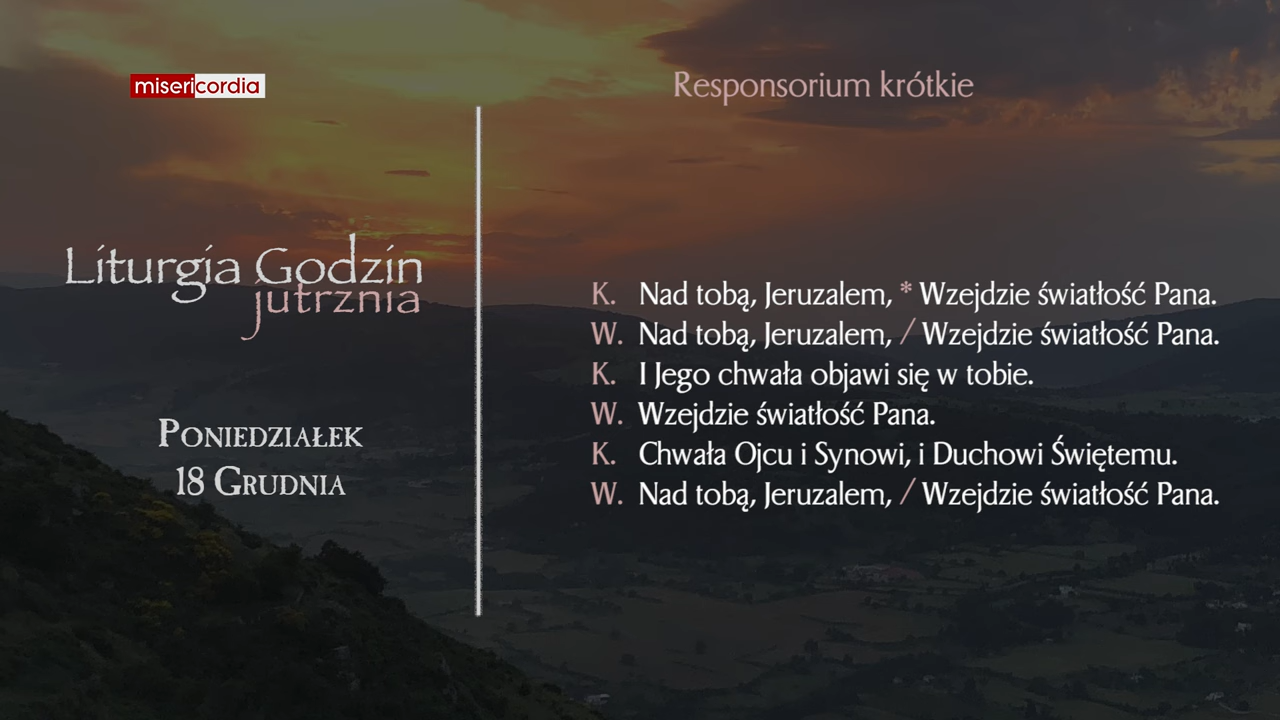 misericordia
Liturgia Godzin
jutrznia
Poniedziałek
18 Grudnia
Responsorium krótkie
K. Nad tobą, Jeruzalem, * Wzejdzie światłość Pana.
W. Nad tobą, Jeruzalem, / Wzejdzie światłość Pana.
K. I Jego chwała objawi się w tobie.
W. Wzejdzie światłość Pana.
K. Chwała Ojcu i Synowi, i Duchowi Świętemu.
W. Nad tobą, Jeruzalem, / Wzejdzie światłość Pana.